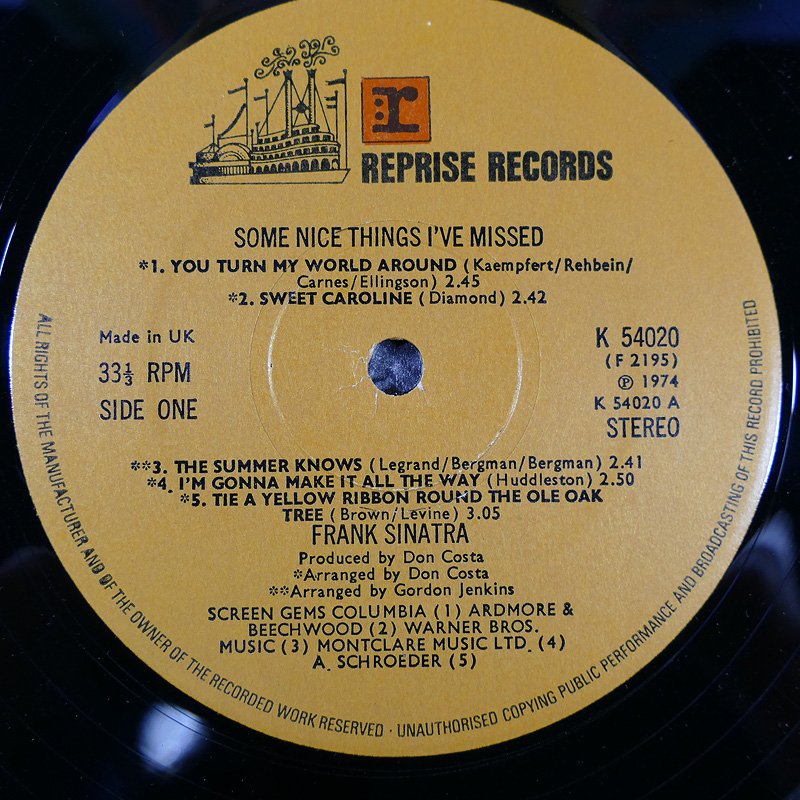 r
REPRISE RECORDS
SOME NICE THINGS I'VE MISSED
*1. YOU TURN MY WORLD AROUND (Kaempfert/Rehbein/
Carnes/Ellingson) 2.45
*2. SWEET CAROLINE (Diamond) 2.42
Made in UK
33⅓ RPM
SIDE ONE
K 54020
(F 2195)
Ⓟ 1974
K 54020 A
STEREO
**3. THE SUMMER KNOWS (Legrand/Bergman/Bergman) 2.41
*4. I'M GONNA MAKE IT ALL THE WAY (Huddleston) 2.50
*5. TIE A YELLOW RIBBON ROUND THE OLE OAK
TREE (Brown/Levine) 3.05
FRANK SINATRA
Produced by Don Costa
*Arranged by Don Costa
**Arranged by Gordon Jenkins
SCREEN GEMS COLUMBIA (1) ARDMORE &
BEECHWOOD (2) WARNER BROS.
MUSIC (3) MONTCLARE MUSIC LTD. (4)
A. SCHROEDER (5)
ALL RIGHTS OF THE MANUFACTURER AND OF THE OWNER OF THE RECORDED WORK RESERVED · UNAUTHORISED COPYING PUBLIC PERFORMANCE AND BROADCASTING OF THIS RECORD PROHIBITED